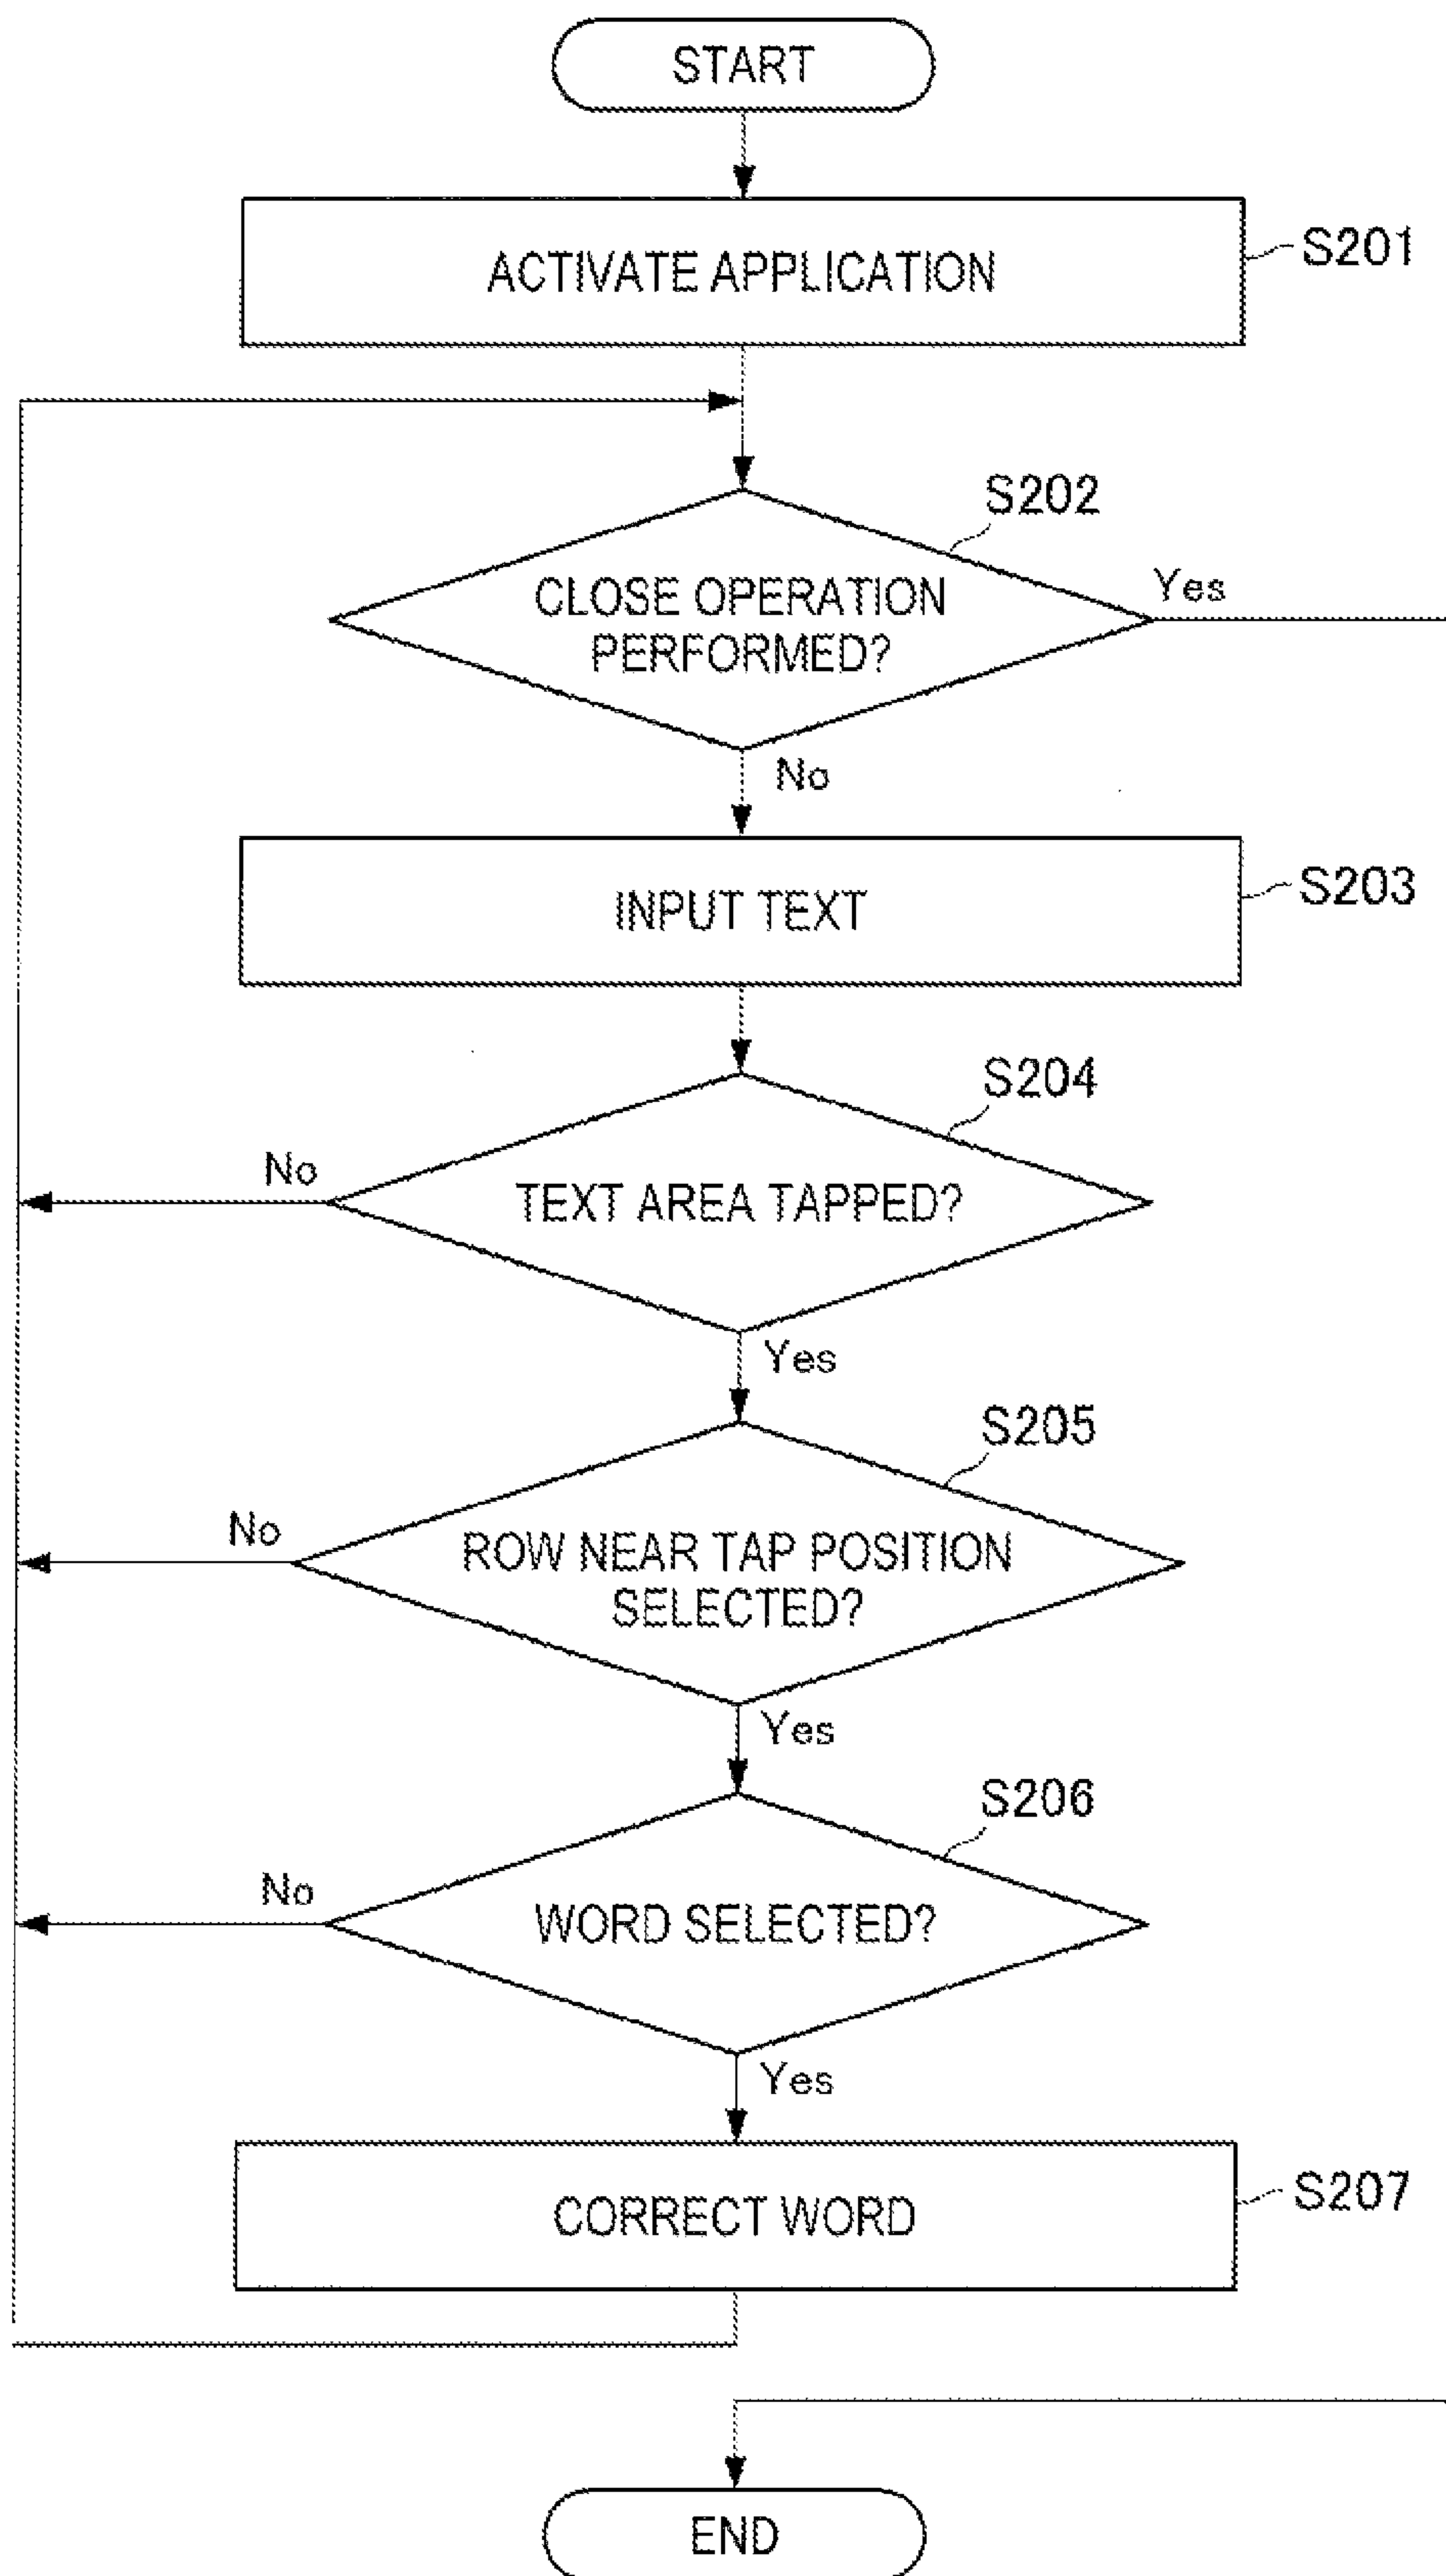 START
ACTIVATE APPLICATION
S201
S202
CLOSE OPERATION
PERFORMED?
Yes
No
INPUT TEXT
S203
S204
No
TEXT AREA TAPPED?
Yes
S205
No
ROW NEAR TAP POSITION
SELECTED?
Yes
S206
No
WORD SELECTED?
Yes
CORRECT WORD
S207
END